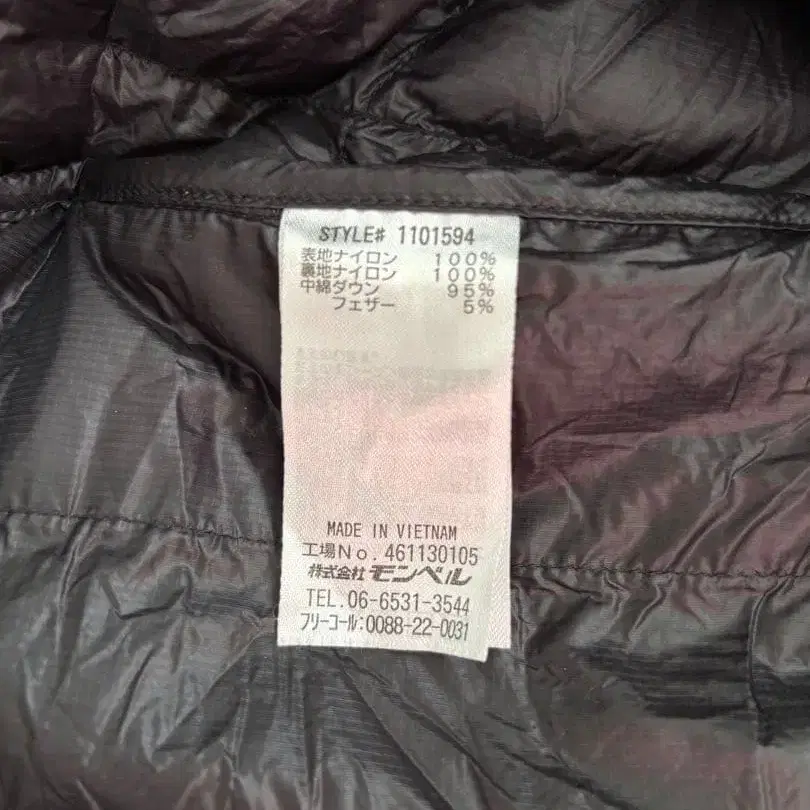 STYLE# 1101594
表地ナイロン 100%
裏地ナイロン 100%
中綿ダウン 95%
フェザー 5%
MADE IN VIETNAM
工場No. 461130105
株式会社 モンベル
TEL.06-6531-3544
フリーコール:0088-22-0031